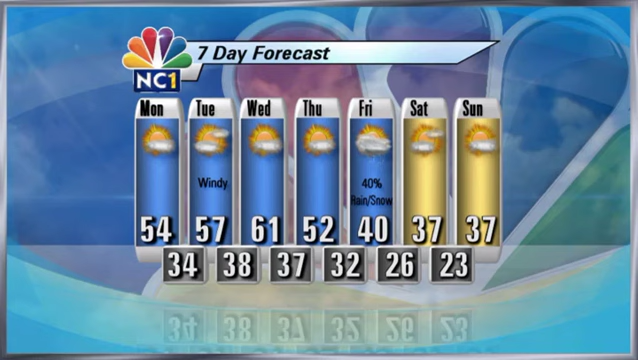 7 Day Forecast
NC1
Mon Tue Wed Thu Fri Sat Sun
Windy
40%
Rain/Snow
54 57 61 52 40 37 37
34 38 37 32 26 23